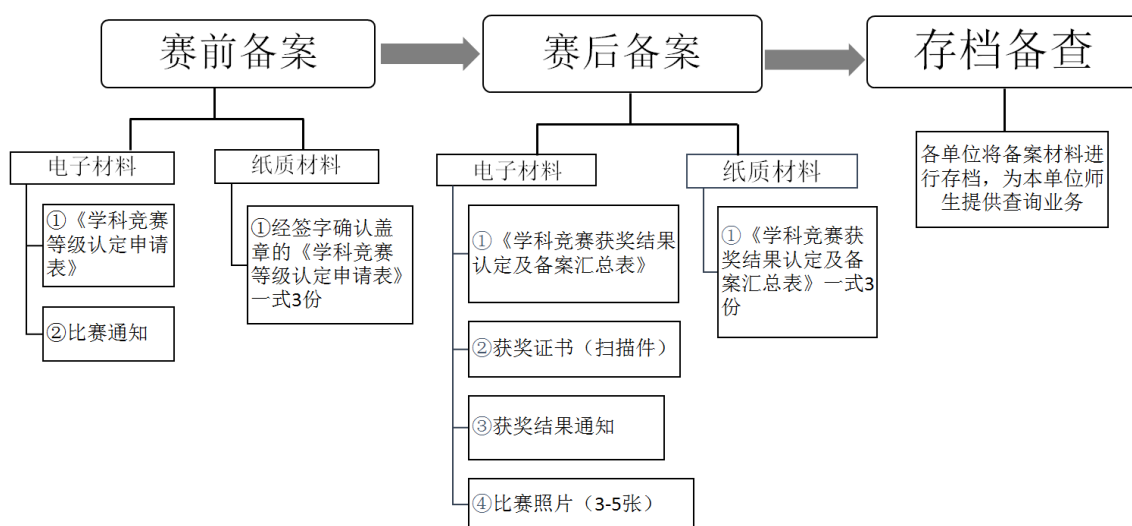 赛前备案
赛后备案
存档备查
电子材料
①《学科竞赛
等级认定申请
表》
②比赛通知
纸质材料
①经签字确认盖
章的《学科竞赛
等级认定申请表》
一式3份
电子材料
①《学科竞赛获奖结果
认定及备案汇总表》
②获奖证书（扫描件）
③获奖结果通知
④比赛照片（3-5张）
纸质材料
①《学科竞赛获
奖结果认定及备
案汇总表》一式3
份
各单位将备案材料进
行存档，为本单位师
生提供查询业务